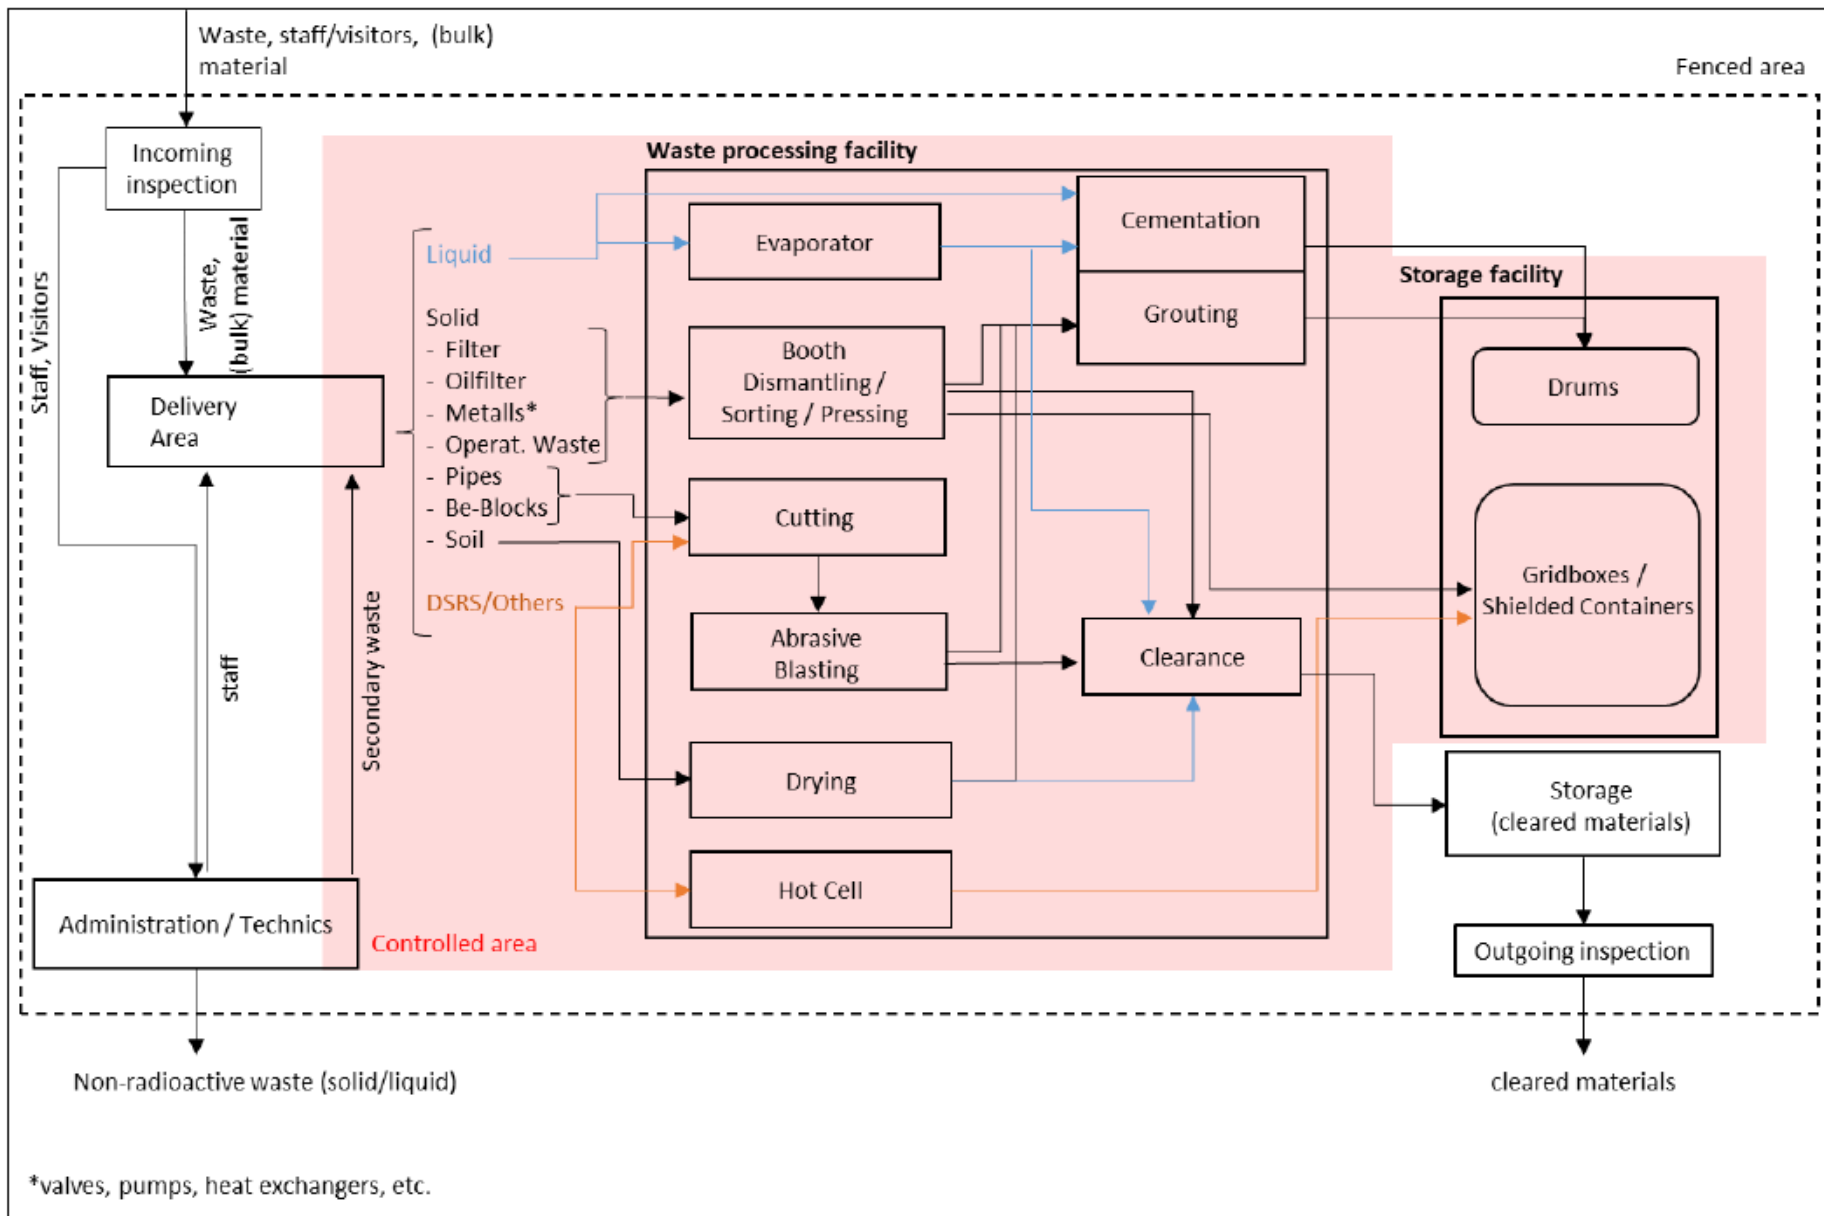 Waste, staff/visitors, (bulk)
material
Fenced area
Incoming
inspection
Waste processing facility
Staff, Visitors
Waste,
(bulk) material
Liquid
Evaporator
Cementation
Storage facility
Solid
- Filter
- Oilfilter
- Metalls*
- Operat. Waste
- Pipes
- Be-Blocks
- Soil
DSRS/Others
Booth
Dismantling /
Sorting / Pressing
Grouting
Drums
Delivery
Area
Cutting
Gridboxes /
Shielded Containers
Abrasive
Blasting
Clearance
staff
Secondary waste
Drying
Storage
(cleared materials)
Hot Cell
Administration / Technics
Controlled area
Outgoing inspection
Non-radioactive waste (solid/liquid)
cleared materials
*valves, pumps, heat exchangers, etc.